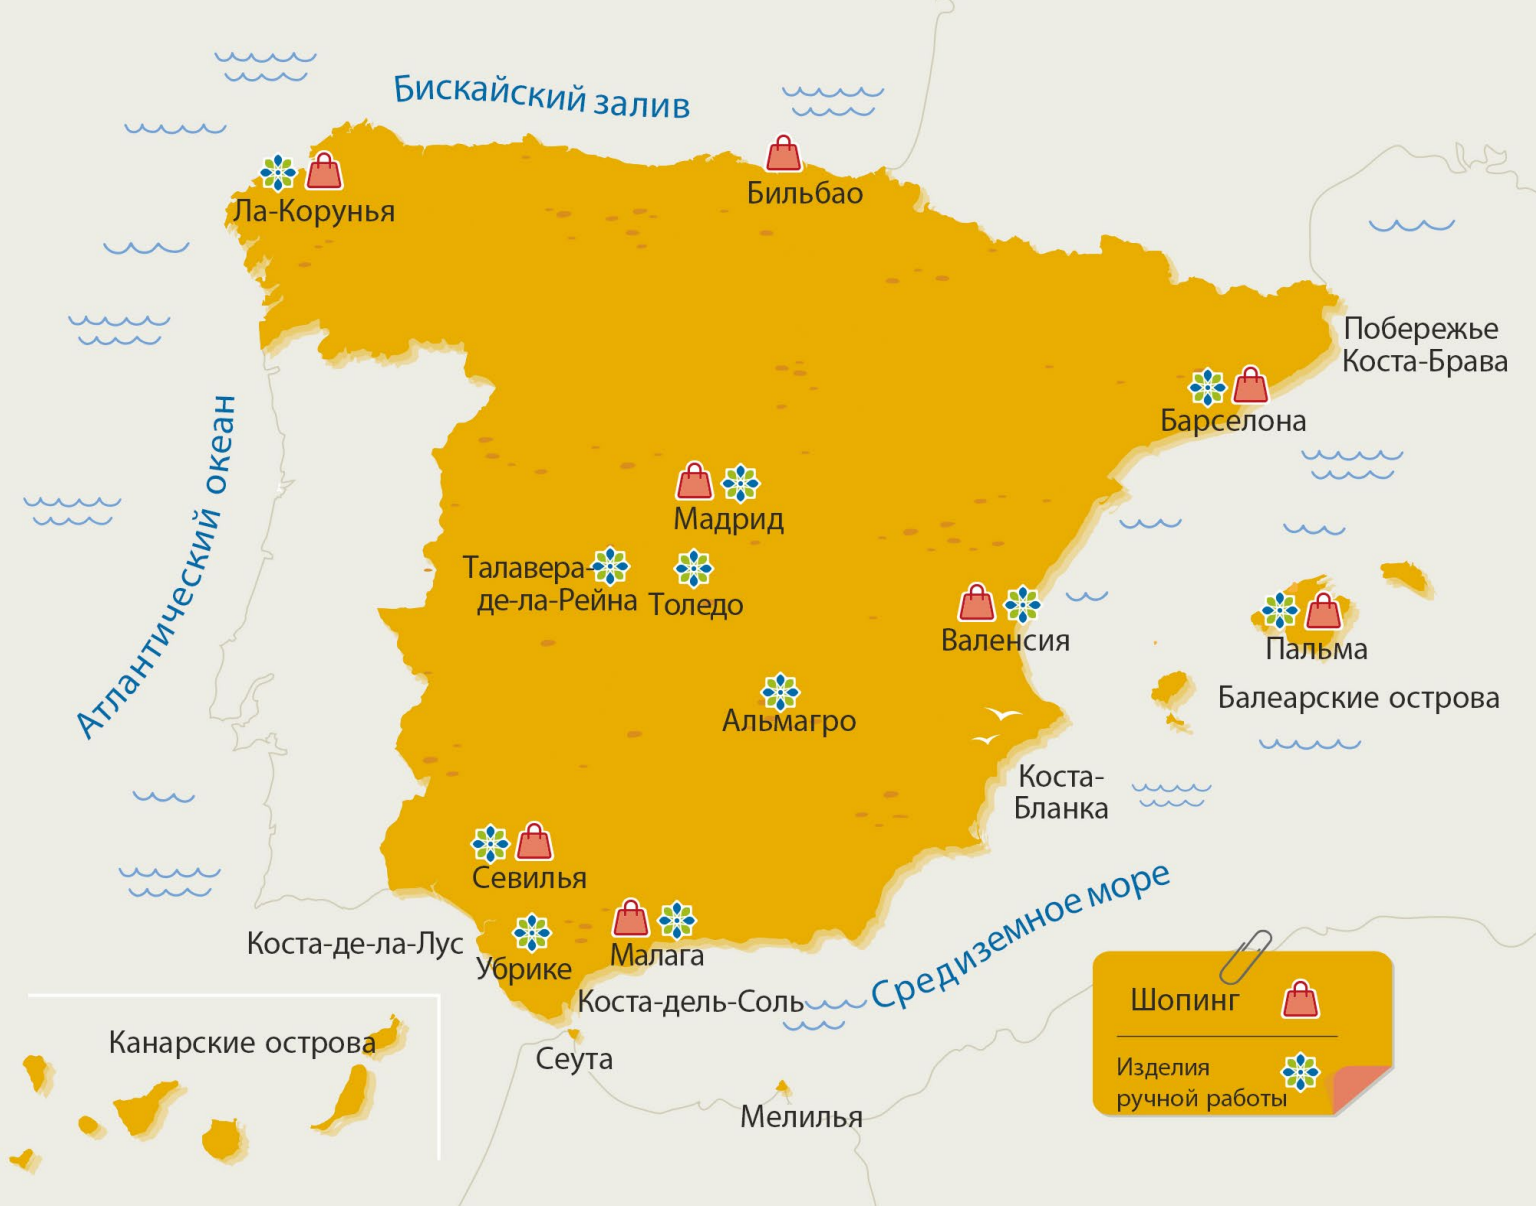 Бискайский залив
Бильбао
Ла-Корунья
Побережье
Коста-Брава
Барселона
Атлантический океан
Мадрид
Талавера-
де-ла-Рейна
Толедо
Валенсия
Пальма
Балеарские острова
Альмагро
Коста-
Бланка
Севилья
Средиземное море
Коста-де-ла-Лус
Убрике
Малага
Коста-дель-Соль
Шопинг
Канарские острова
Сеута
Изделия
ручной работы
Мелилья